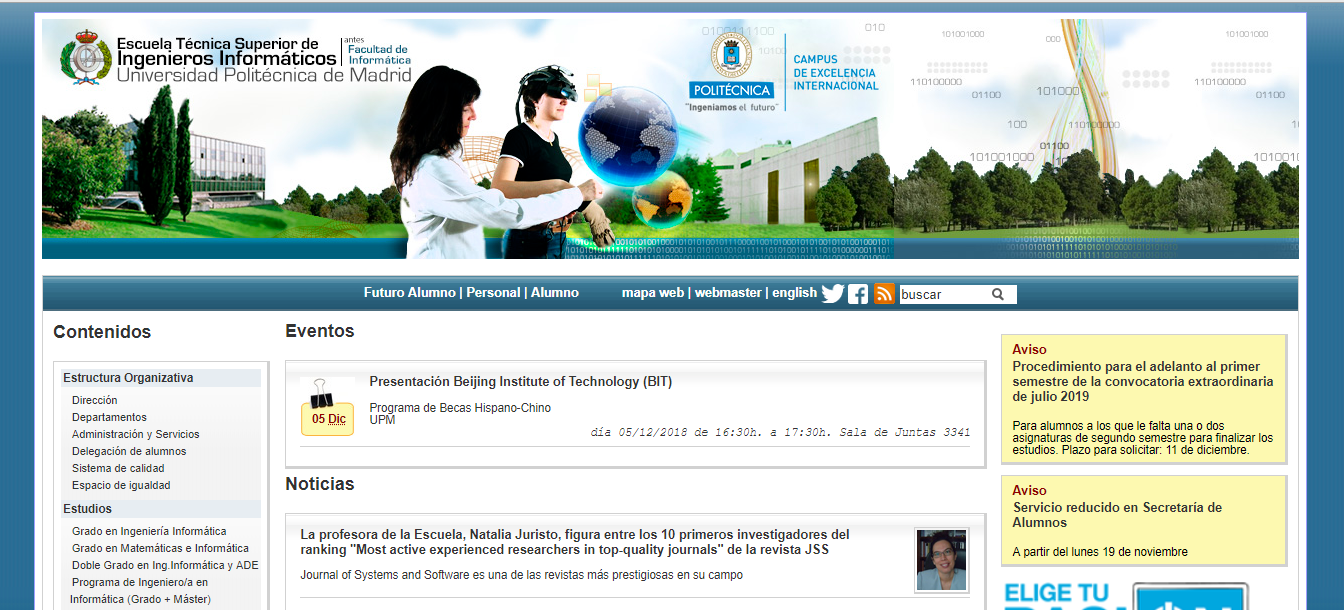 Escuela Técnica Superior de
Ingenieros Informáticos
Universidad Politécnica de Madrid
antes
Facultad de
Informática
POLITÉCNICA
"Ingeniamos el futuro"
CAMPUS
DE EXCELENCIA
INTERNACIONAL
Futuro Alumno | Personal | Alumno
mapa web | webmaster | english
buscar
Contenidos
Estructura Organizativa
Dirección
Departamentos
Administración y Servicios
Delegación de alumnos
Sistema de calidad
Espacio de igualdad
Estudios
Grado en Ingeniería Informática
Grado en Matemáticas e Informática
Doble Grado en Ing.Informática y ADE
Programa de Ingeniero/a en
Informática (Grado + Máster)
Eventos
05 Dic
Presentación Beijing Institute of Technology (BIT)
Programa de Becas Hispano-Chino
UPM
día 05/12/2018 de 16:30h. a 17:30h. Sala de Juntas 3341
Noticias
La profesora de la Escuela, Natalia Juristo, figura entre los 10 primeros investigadores del
ranking "Most active experienced researchers in top-quality journals" de la revista JSS
Journal of Systems and Software es una de las revistas más prestigiosas en su campo
Aviso
Procedimiento para el adelanto al primer
semestre de la convocatoria extraordinaria
de julio 2019
Para alumnos a los que le falta una o dos
asignaturas de segundo semestre para finalizar los
estudios. Plazo para solicitar: 11 de diciembre.
Aviso
Servicio reducido en Secretaría de
Alumnos
A partir del lunes 19 de noviembre
ELIGE TU